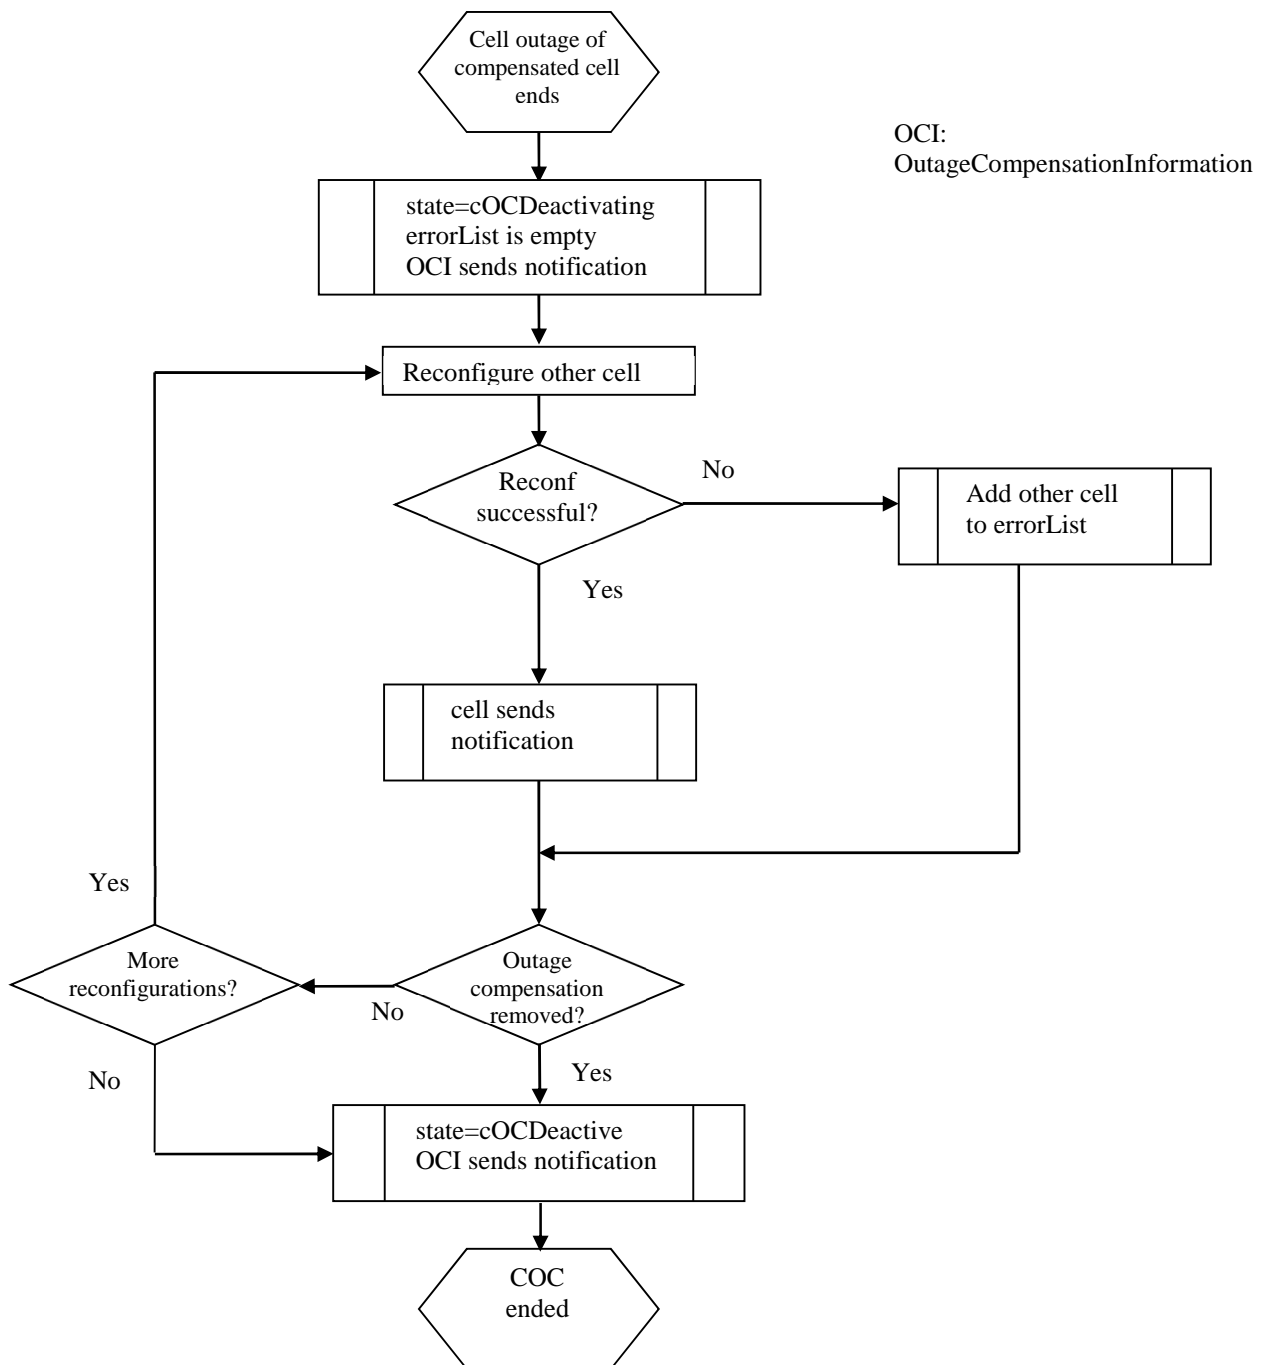 Cell outage of
compensated cell
ends
OCI:
OutageCompensationInformation
state=cOCDeactivating
errorList is empty
OCI sends notification
Reconfigure other cell
Reconf
successful?
No
Add other cell
to errorList
Yes
cell sends
notification
Yes
More
reconfigurations?
No
Outage
compensation
removed?
No
Yes
state=cOCDeactive
OCI sends notification
COC
ended